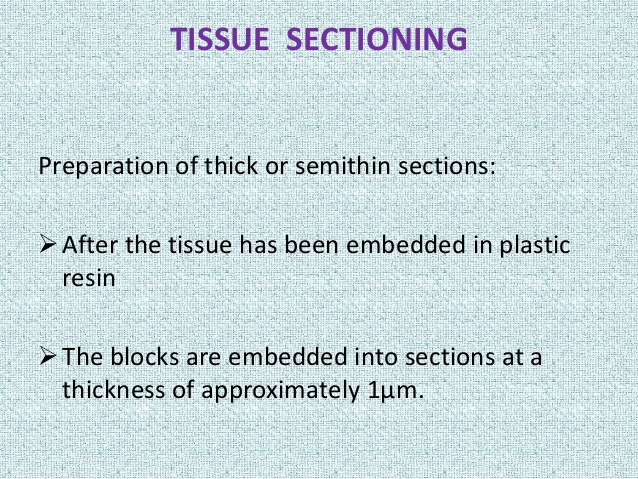 TISSUE SECTIONING
Preparation of thick or semithin sections:
➢After the tissue has been embedded in plastic
resin
➢The blocks are embedded into sections at a
thickness of approximately 1µm.